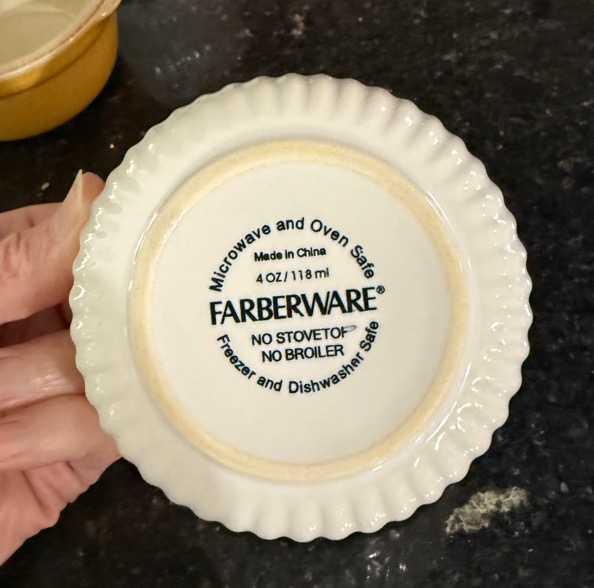 Microwave and Oven Safe
Made in China
4 OZ / 118 ml
FARBERWARE®
NO STOVETOP
NO BROILER
Freezer and Dishwasher Safe